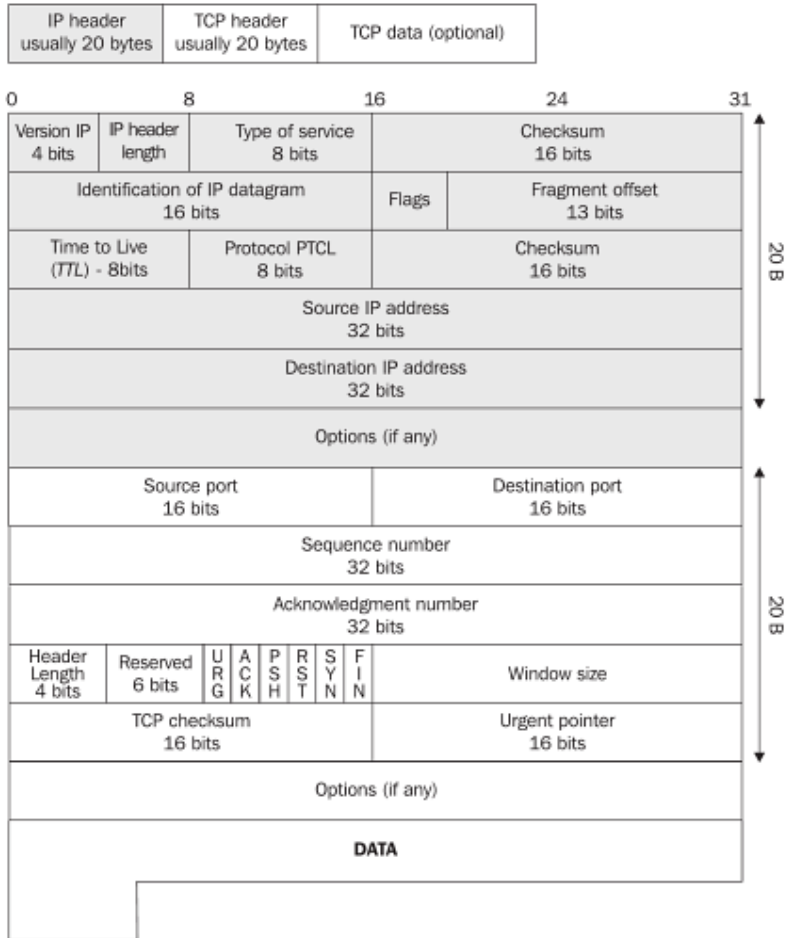 IP header
usually 20 bytes
TCP header
usually 20 bytes
TCP data (optional)
0 8 16 24 31
Version IP
4 bits
IP header
length
Type of service
8 bits
Checksum
16 bits
Identification of IP datagram
16 bits
Flags
Fragment offset
13 bits
Time to Live
(TTL) - 8bits
Protocol PTCL
8 bits
Checksum
16 bits
20 B
Source IP address
32 bits
Destination IP address
32 bits
Options (if any)
Source port
16 bits
Destination port
16 bits
Sequence number
32 bits
Acknowledgment number
32 bits
20 B
Header
Length
4 bits
Reserved
6 bits
URG
ACK
PSH
RST
SYN
FIN
Window size
TCP checksum
16 bits
Urgent pointer
16 bits
Options (if any)
DATA